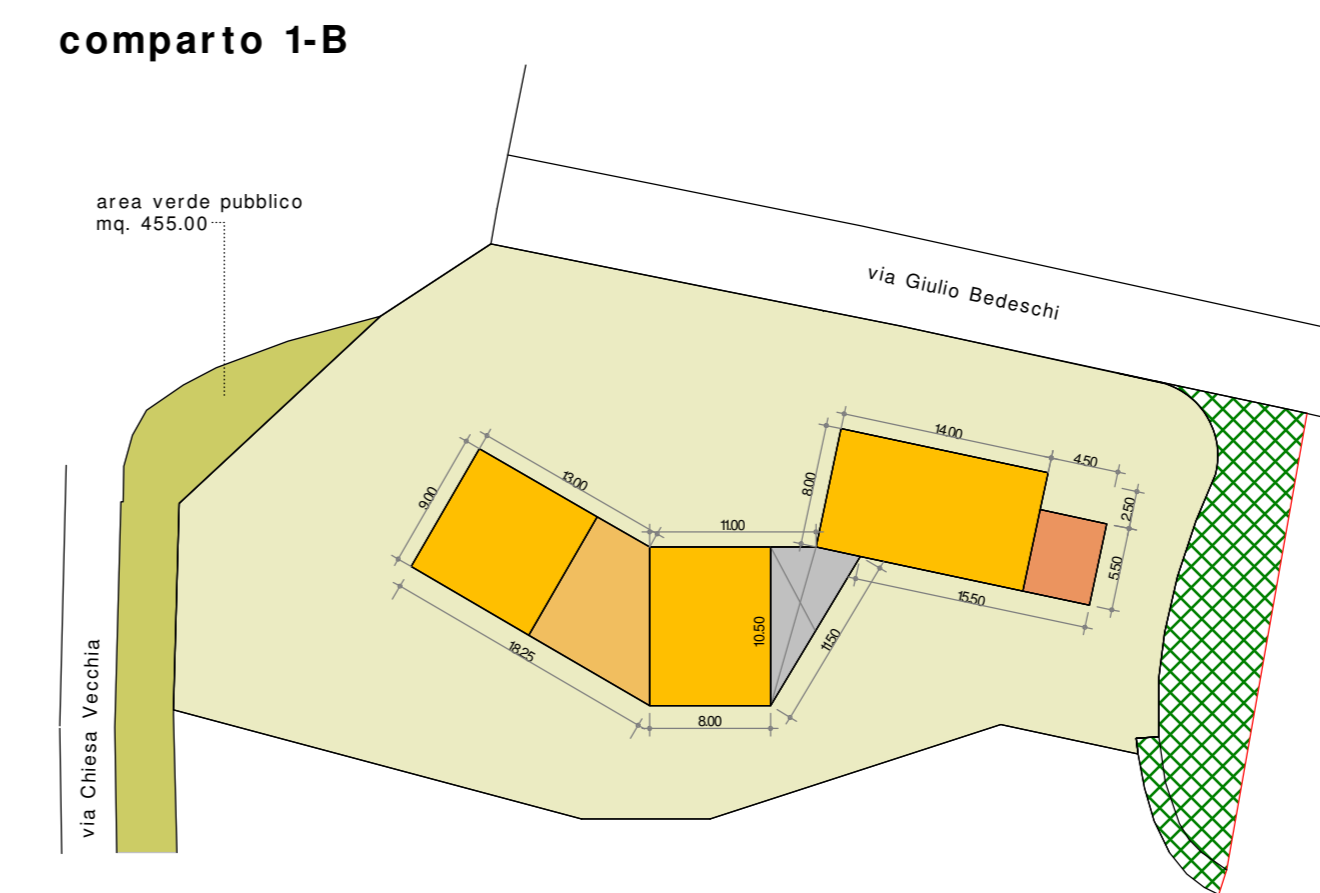 comparto 1-B
area verde pubblico
mq. 455.00
via Giulio Bedeschi
14.00
4.50
8.00
2.50
13.00
9.00
11.00
5.50
15.50
10.50
11.50
18.25
8.00
via Chiesa Vecchia